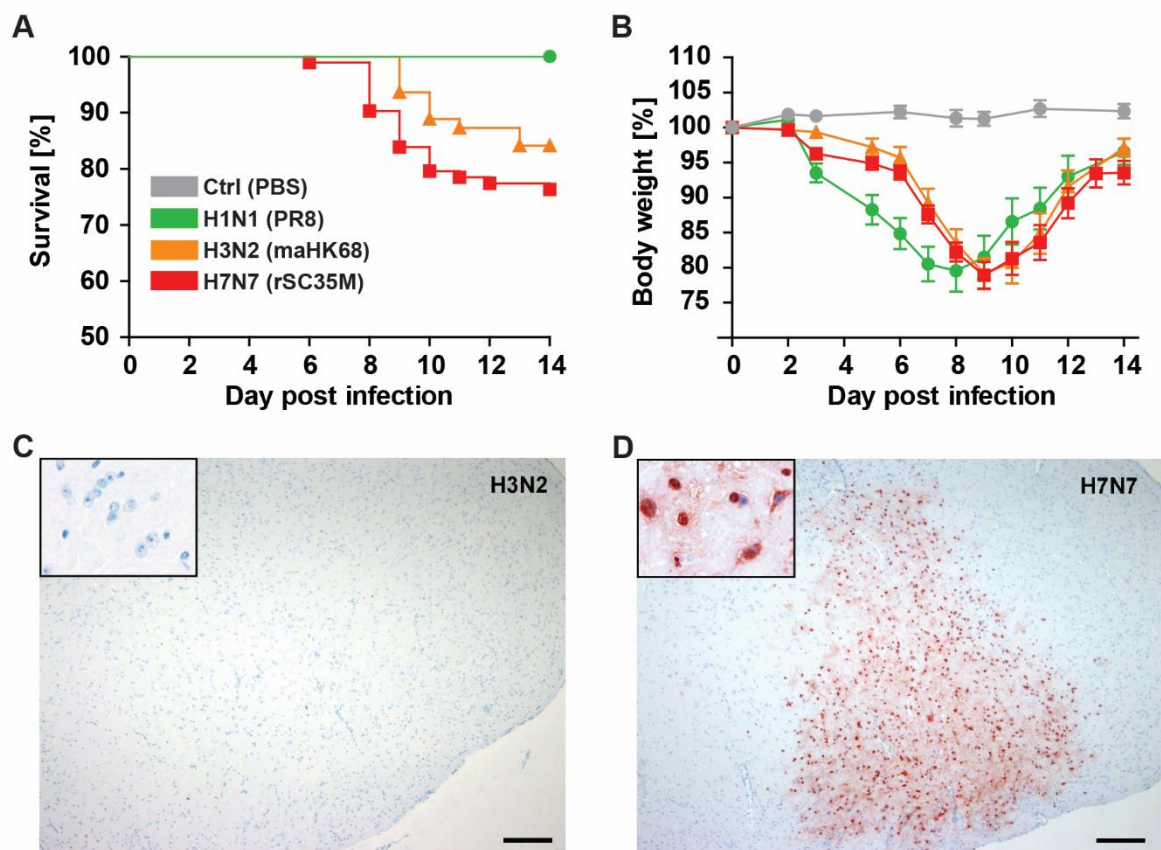 A
Survival [%]
100
90
80
70
60
50
Ctrl (PBS)
H1N1 (PR8)
H3N2 (maHK68)
H7N7 (rSC35M)
0 2 4 6 8 10 12 14
Day post infection
B
Body weight [%]
110
105
100
95
90
85
80
75
0 2 4 6 8 10 12 14
Day post infection
C
H3N2
D
H7N7